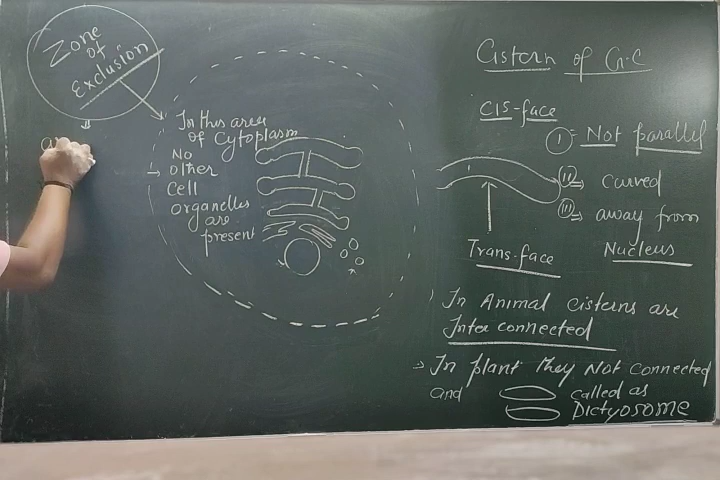 Zone
of
Exclusion
In this area
of Cytoplasm
No
→ other
Cell
organelles
are
present
Cistern of G.C
CIS-face
(I)= Not parallel
(II)= curved
(III)= away from
Nucleus
Trans-face
In Animal cisterns are
Inter connected
→ In plant they Not connected
and called as
Dictyosome